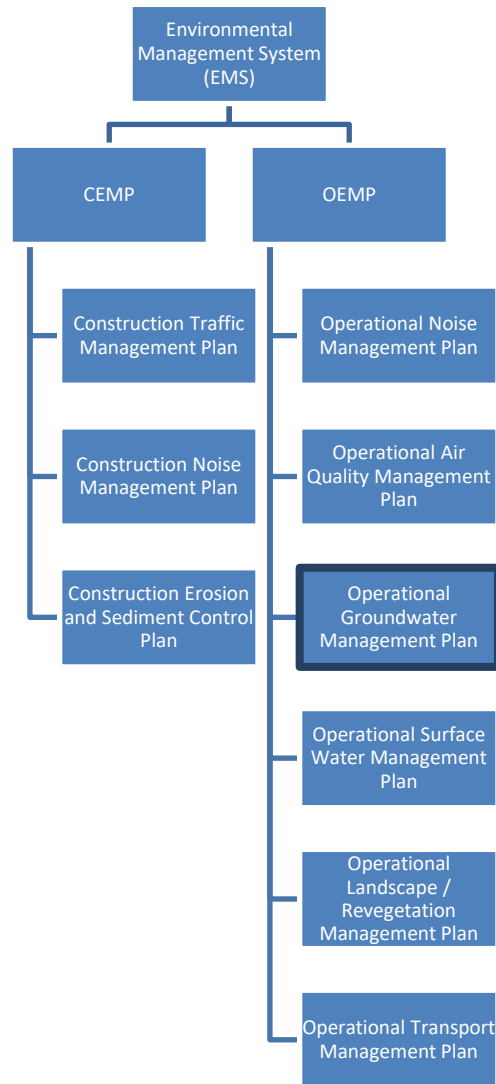 Environmental
Management System
(EMS)
CEMP
OEMP
Construction Traffic
Management Plan
Construction Noise
Management Plan
Construction Erosion
and Sediment Control
Plan
Operational Noise
Management Plan
Operational Air
Quality Management
Plan
Operational
Groundwater
Management Plan
Operational Surface
Water Management
Plan
Operational
Landscape /
Revegetation
Management Plan
Operational Transport
Management Plan